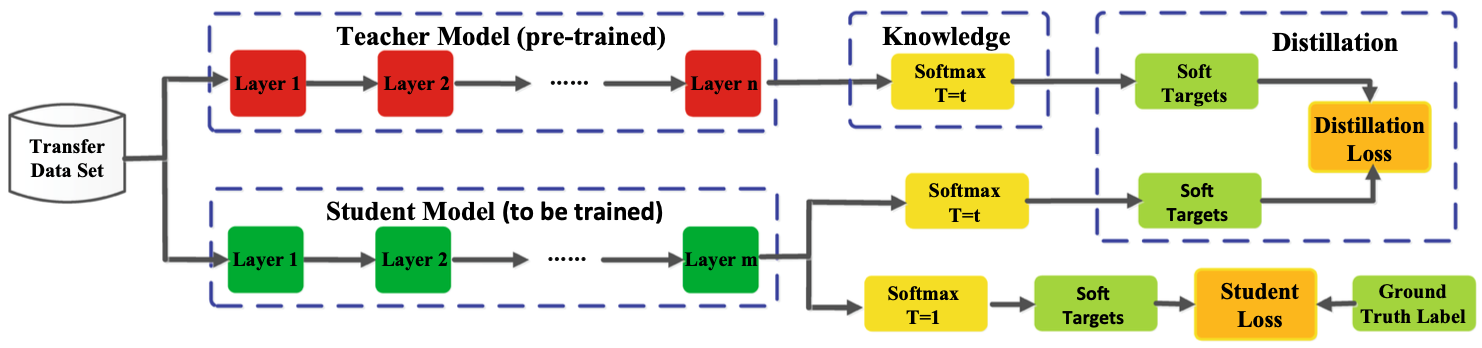 Teacher Model (pre-trained)
Layer 1
Layer 2
......
Layer n
Knowledge
Softmax
T=t
Distillation
Soft
Targets
Distillation
Loss
Transfer
Data Set
Student Model (to be trained)
Layer 1
Layer 2
......
Layer m
Softmax
T=t
Soft
Targets
Softmax
T=1
Soft
Targets
Student
Loss
Ground
Truth Label